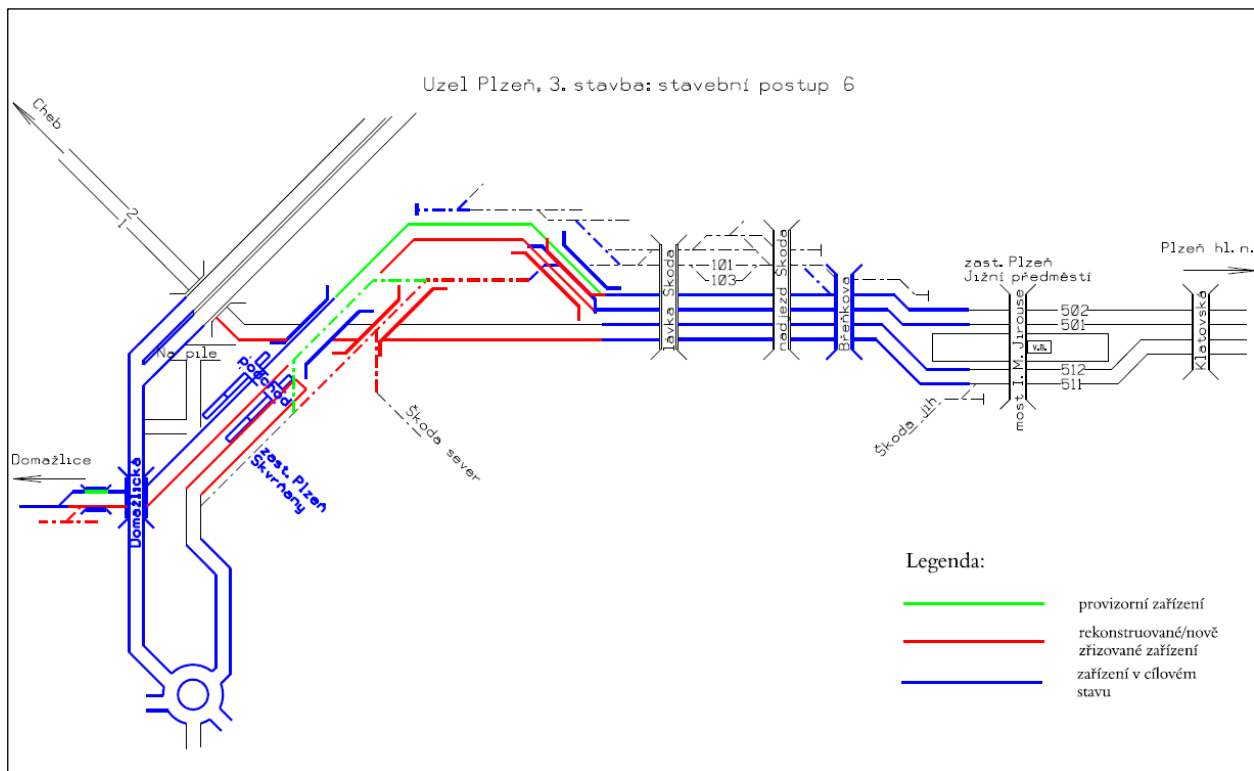 Uzel Plzeň, 3. stavba: stavební postup 6
Cheb
2
1
Plzeň hl. n.
zast. Plzeň
Jižní předměstí
101
103
lávka Škoda
nadjezd Škoda
Břeňkova
most I. M. Jirouse
Klatovská
502
501
v.b.
512
511
Na pile
Podchod
Škoda sever
Škoda jih
Domažlice
Domažlická
zast. Plzeň
Skvrňany
Legenda:
provizorní zařízení
rekonstruované/nově
zřizované zařízení
zařízení v cílovém
stavu